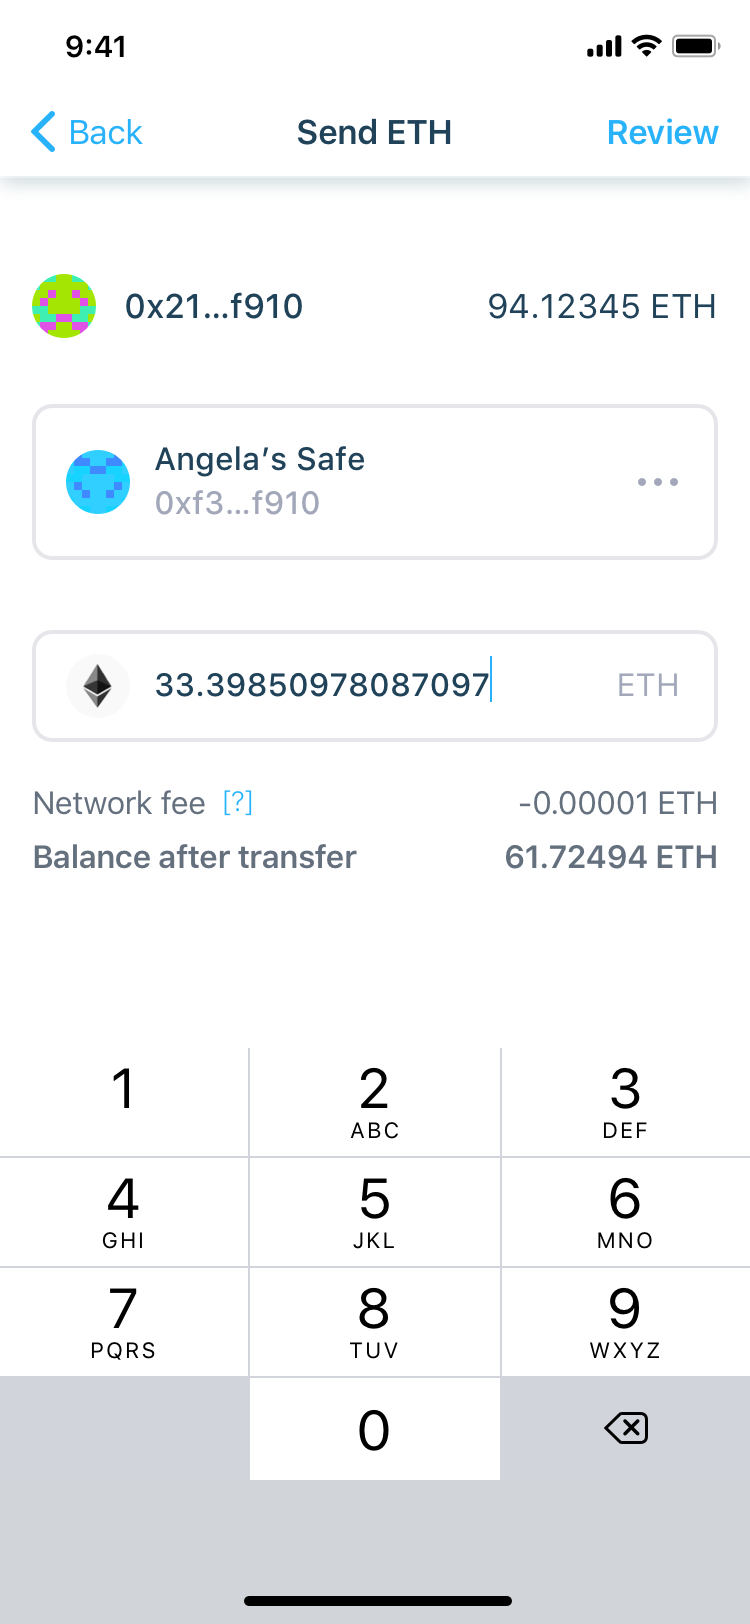 9:41
Back Send ETH Review
0x21...f910 94.12345 ETH
Angela’s Safe
0xf3...f910
33.39850978087097 ETH
Network fee [?] -0.00001 ETH
Balance after transfer 61.72494 ETH
1 2 3
ABC DEF
4 5 6
GHI JKL MNO
7 8 9
PQRS TUV WXYZ
0